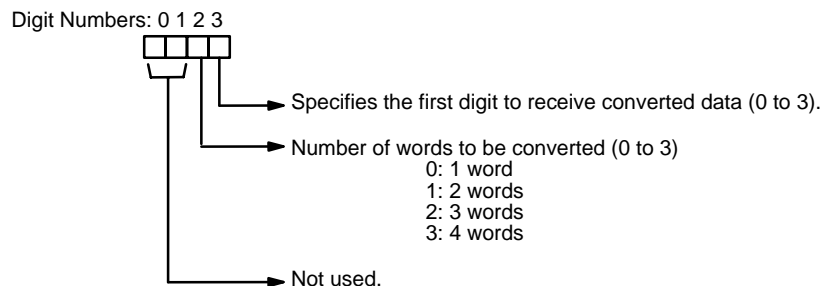 Digit Numbers: 0 1 2 3
Specifies the first digit to receive converted data (0 to 3).
Number of words to be converted (0 to 3)
0: 1 word
1: 2 words
2: 3 words
3: 4 words
Not used.